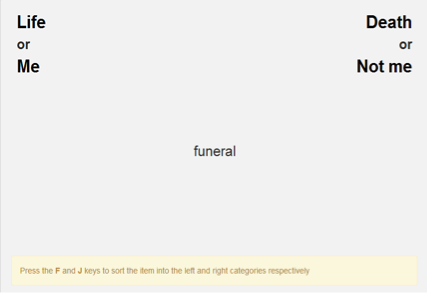 Life
or
Me
Death
or
Not me
funeral
Press the F and J keys to sort the item into the left and right categories respectively